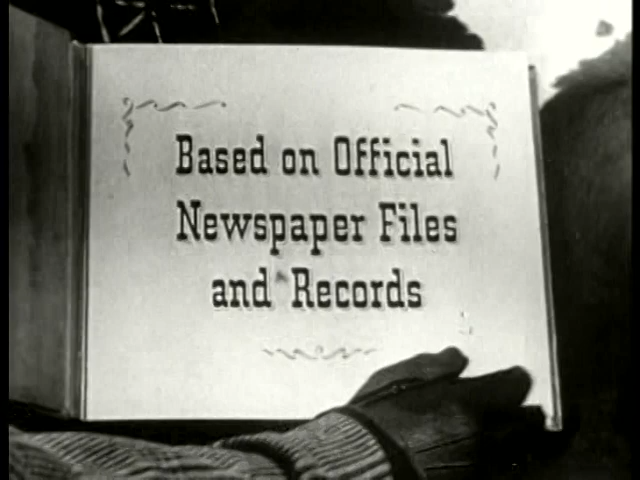 Based on Official
Newspaper Files
and Records